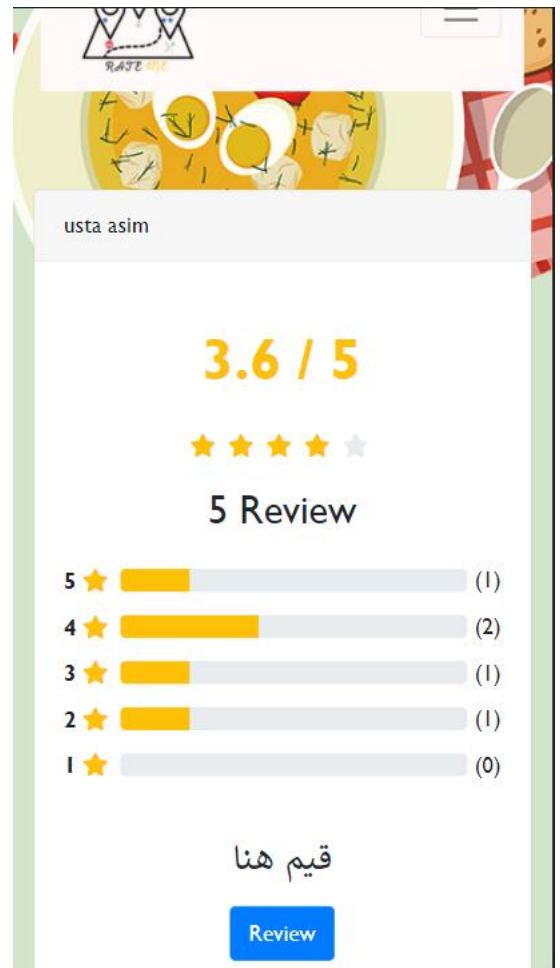 RATE ME
usta asim
3.6 / 5
5 Review
5 (1)
4 (2)
3 (1)
2 (1)
1 (0)
قيم هنا
Review